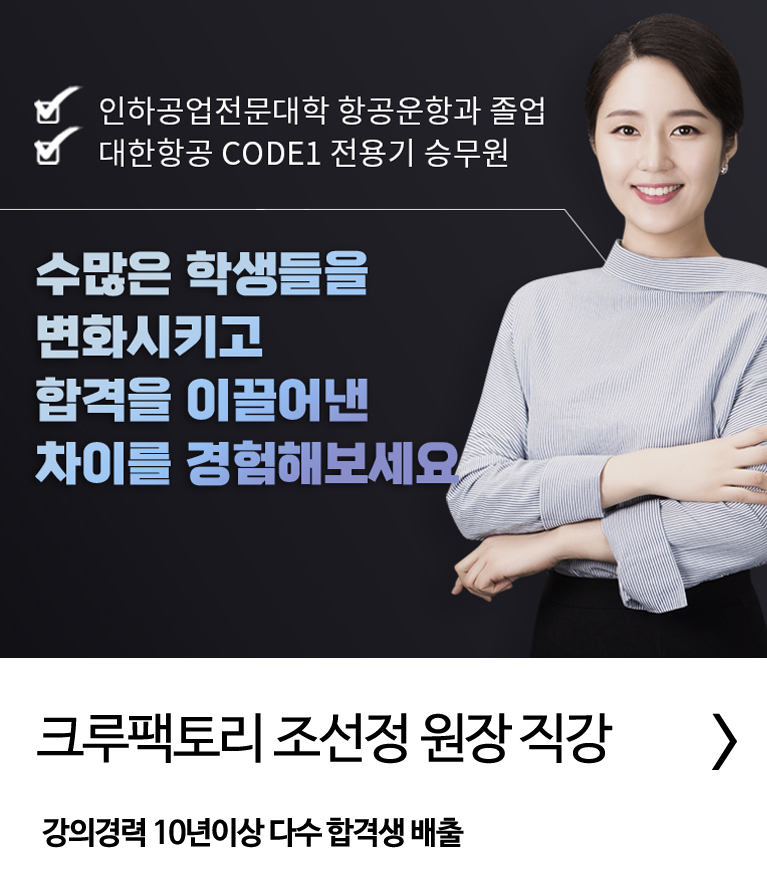 인하공업전문대학 항공운항과 졸업
대한항공 CODE1 전용기 승무원
수많은 학생들을
변화시키고
합격을 이끌어낸
차이를 경험해보세요
크루팩토리 조선정 원장 직강
강의경력 10년이상 다수 합격생 배출